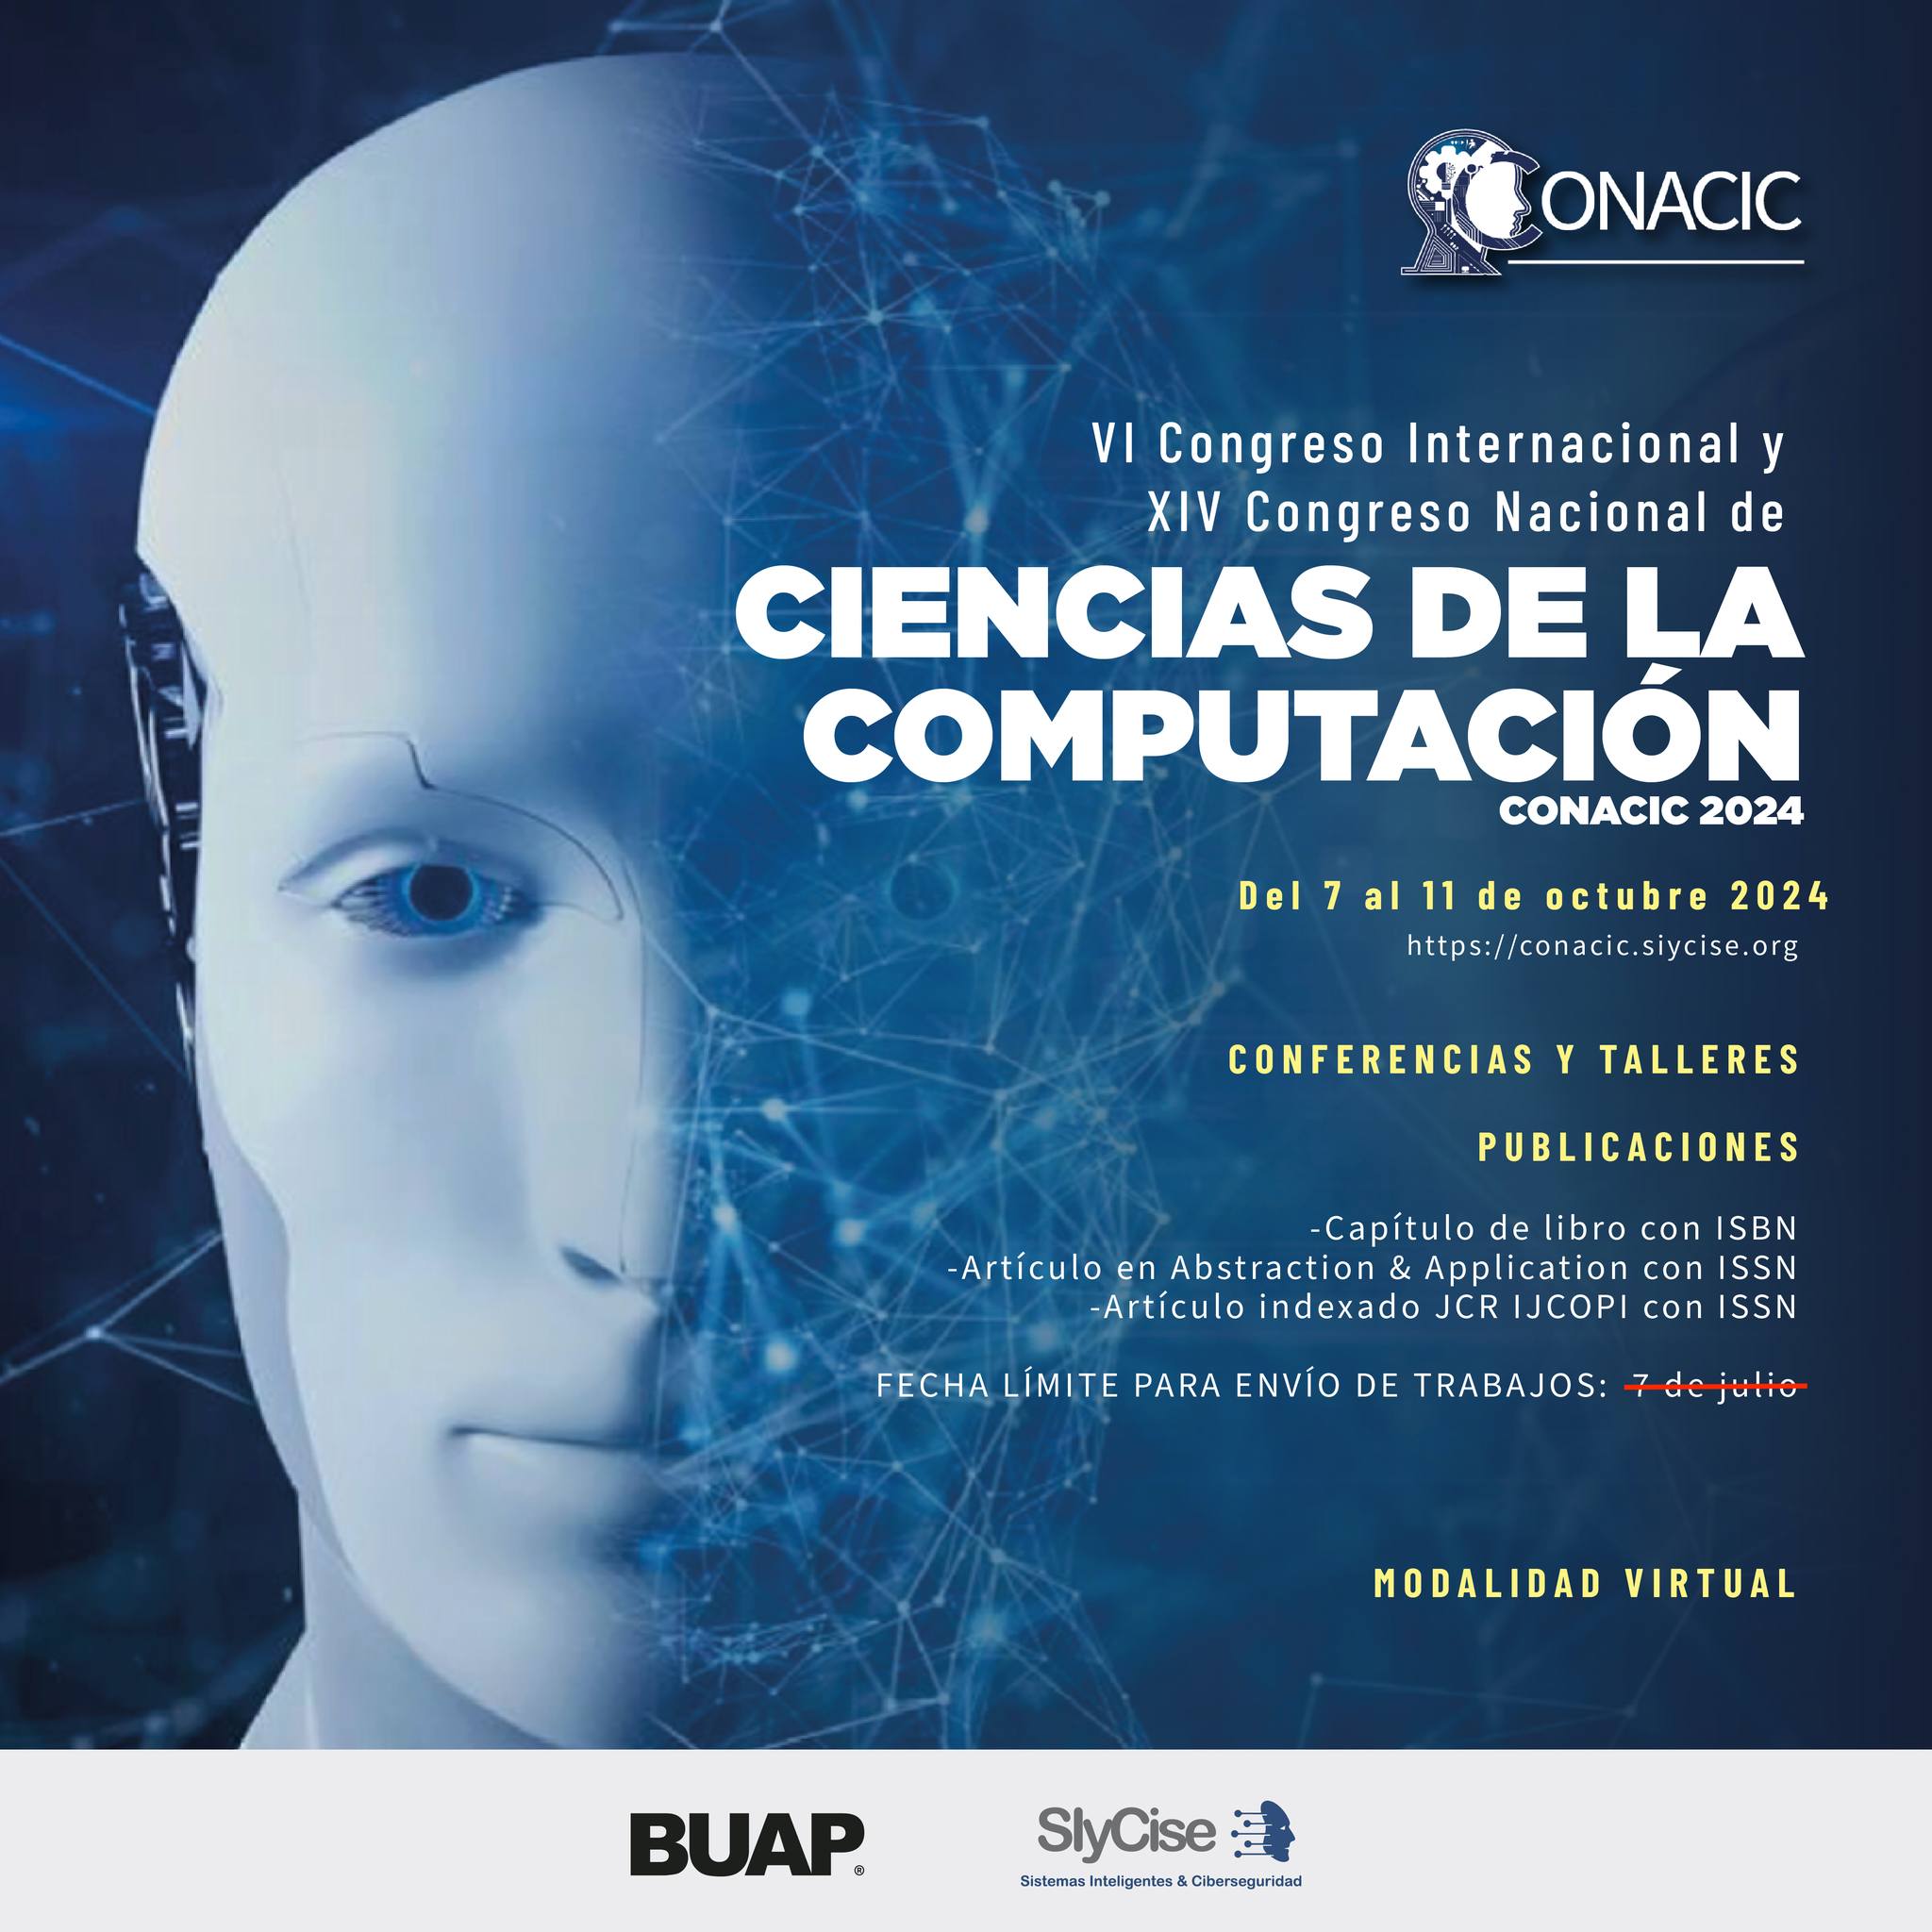 CONACIC
VI Congreso Internacional y
XIV Congreso Nacional de
CIENCIAS DE LA
COMPUTACIÓN
CONACIC 2024
Del 7 al 11 de octubre 2024
https://conacic.siycise.org
CONFERENCIAS Y TALLERES
PUBLICACIONES
-Capítulo de libro con ISBN
-Artículo en Abstraction & Application con ISSN
-Artículo indexado JCR IJCOPI con ISSN
FECHA LÍMITE PARA ENVÍO DE TRABAJOS: 7 de julio
MODALIDAD VIRTUAL
BUAP®
SIyCise
Sistemas Inteligentes & Ciberseguridad